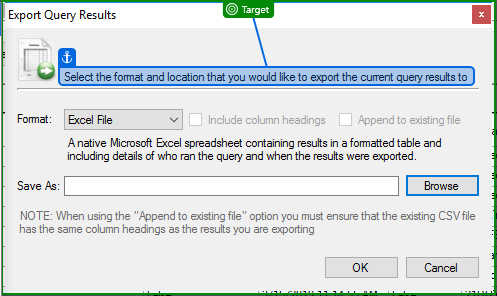 Target
Export Query Results
Select the format and location that you would like to export the current query results to
Format:
Excel File
Include column headings
Append to existing file
A native Microsoft Excel spreadsheet containing results in a formatted table and
including details of who ran the query and when the results were exported.
Save As:
Browse
NOTE: When using the "Append to existing file" option you must ensure that the existing CSV file
has the same column headings as the results you are exporting
OK
Cancel